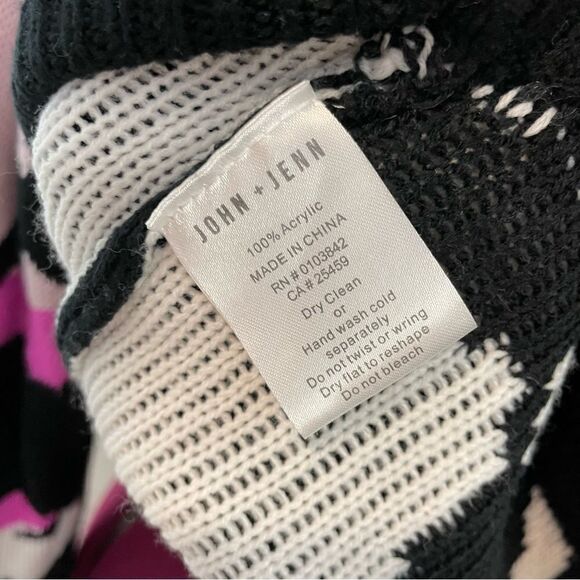 JOHN + JENN
100% Acrylic
MADE IN CHINA
RN # 0103842
CA# 25459
Dry Clean
or
Hand wash cold
separately
Do not twist or wring
Dry flat to reshape
Do not bleach